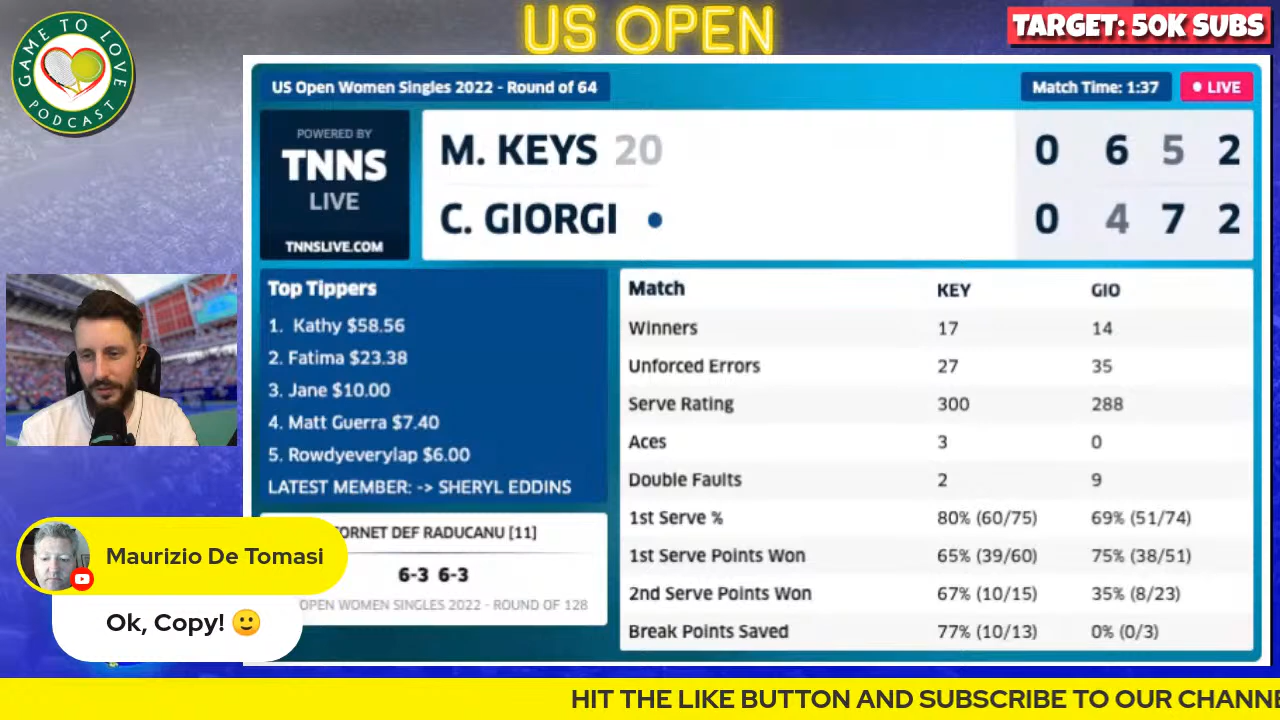 GAME TO LOVE
PODCAST
US OPEN
TARGET: 50K SUBS
US Open Women Singles 2022 - Round of 64
Match Time: 1:37
LIVE
POWERED BY
TNNS
LIVE
TNNSLIVE.COM
M. KEYS 20 0 6 5 2
C. GIORGI 0 4 7 2
Top Tippers
1. Kathy $58.56
2. Fatima $23.38
3. Jane $10.00
4. Matt Guerra $7.40
5. Rowdyeverylap $6.00
LATEST MEMBER: -> SHERYL EDDINS
ORNET DEF RADUCANU [11]
6-3 6-3
OPEN WOMEN SINGLES 2022 - ROUND OF 128
Match KEY GIO
Winners 17 14
Unforced Errors 27 35
Serve Rating 300 288
Aces 3 0
Double Faults 2 9
1st Serve % 80% (60/75) 69% (51/74)
1st Serve Points Won 65% (39/60) 75% (38/51)
2nd Serve Points Won 67% (10/15) 35% (8/23)
Break Points Saved 77% (10/13) 0% (0/3)
Maurizio De Tomasi
Ok, Copy! 🙂
HIT THE LIKE BUTTON AND SUBSCRIBE TO OUR CHANNE